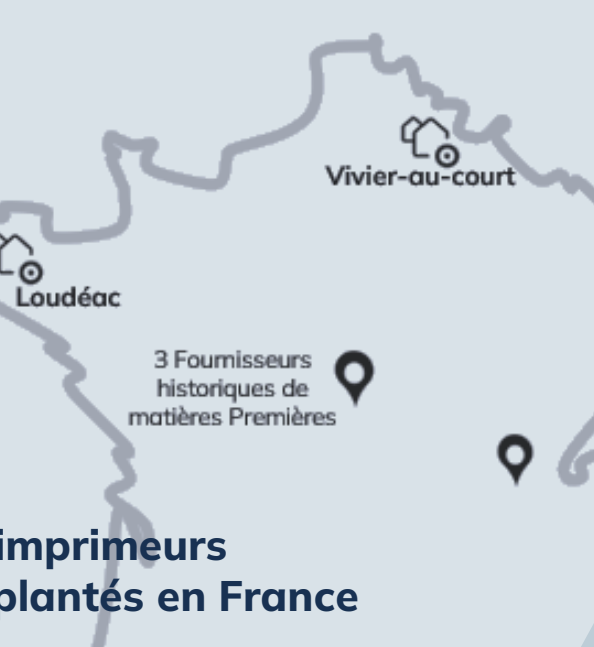 Vivier-au-court
Loudéac
3 Fournisseurs
historiques de
matières Premières
imprimeurs
plantés en France